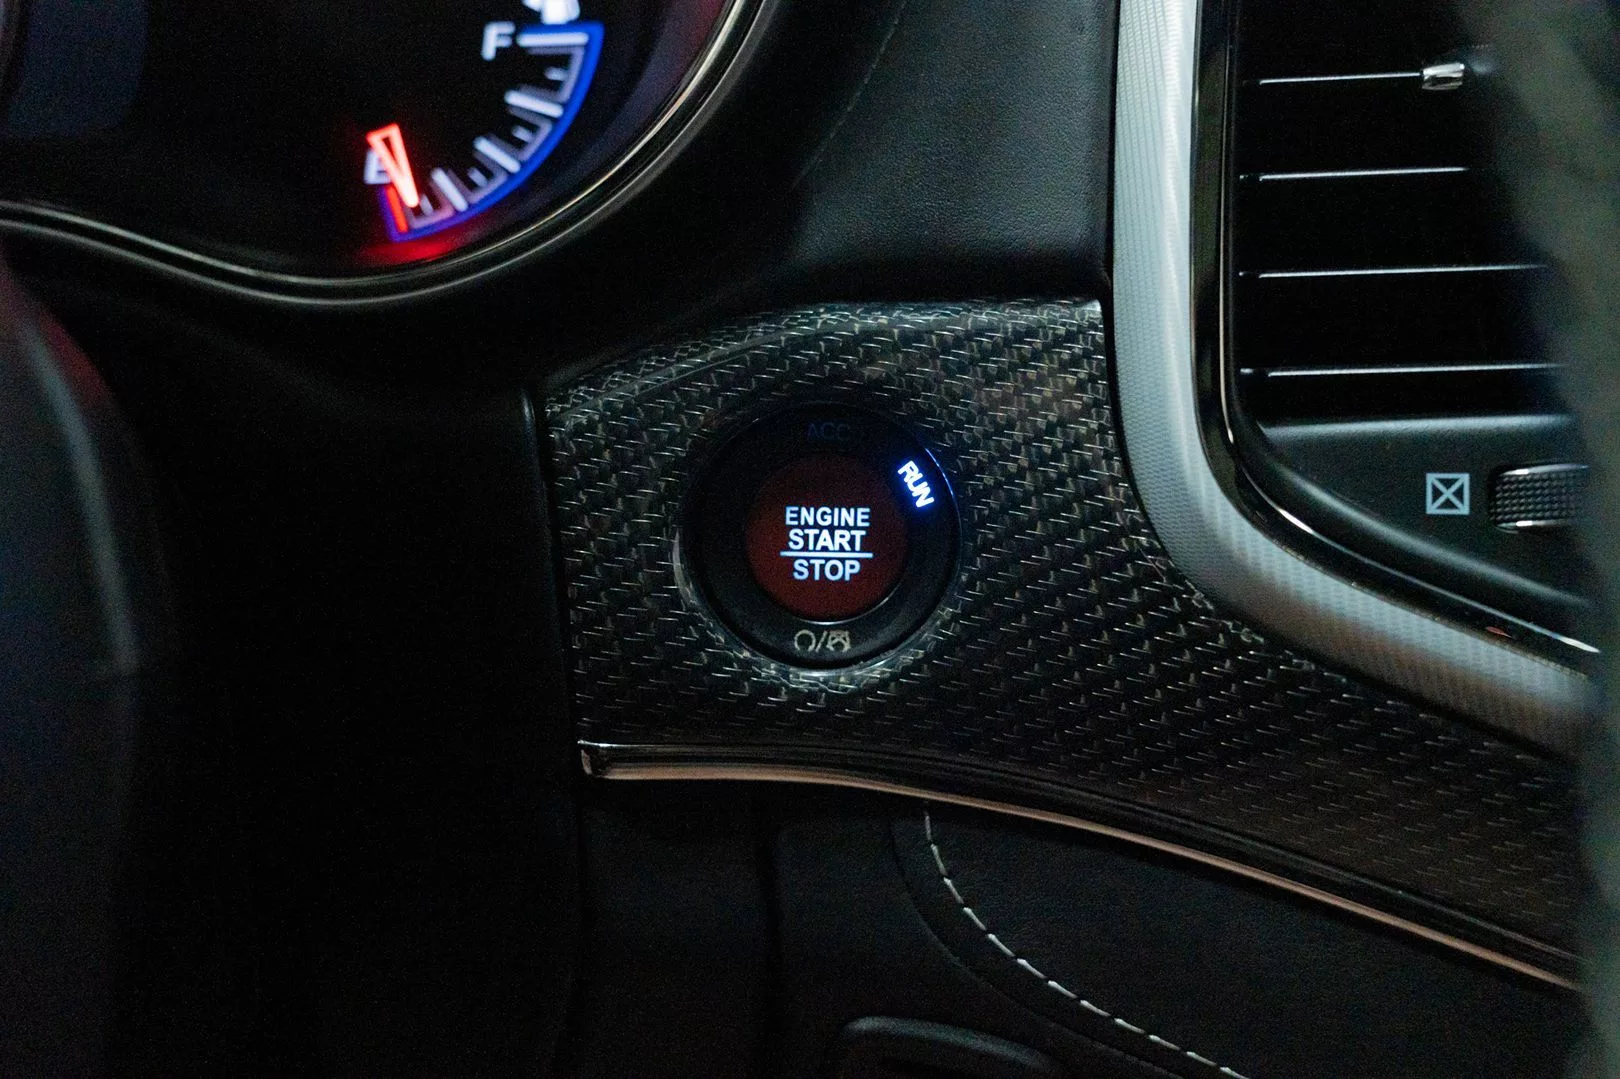 F
E
ACC
RUN
ENGINE
START
STOP